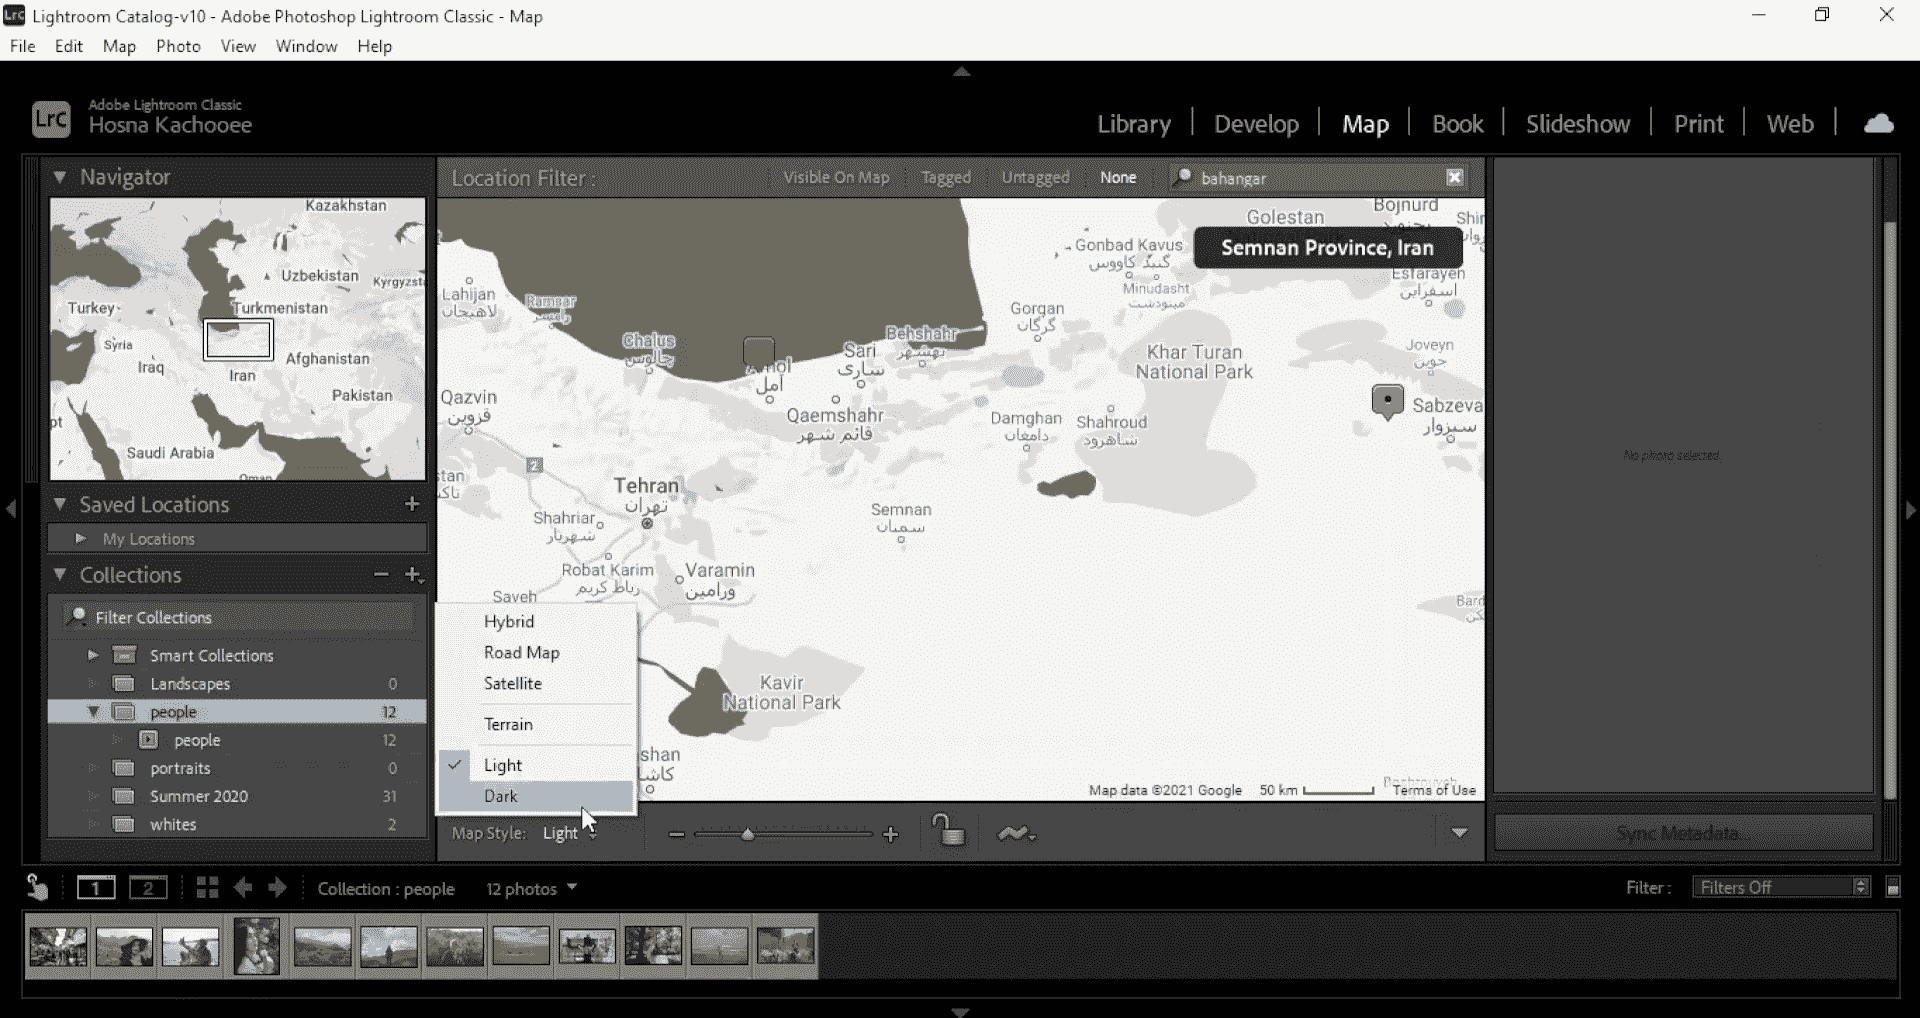 Lightroom Catalog-v10 - Adobe Photoshop Lightroom Classic - Map
File Edit Map Photo View Window Help
LrC
Adobe Lightroom Classic
Hosna Kachooee
Library Develop Map Book Slideshow Print Web
Navigator
Kazakhstan
Uzbekistan
Turkey
Turkmenistan
Syria
Iraq
Afghanistan
Iran
Pakistan
Saudi Arabia
Saved Locations
My Locations
Collections
Filter Collections
Smart Collections
Landscapes 0
people 12
people 12
portraits 0
Summer 2020 31
whites 2
Location Filter : Visible On Map Tagged Untagged None bahangar
Semnan Province, Iran
Bojnurd
Golestan
Gonbad Kavus
گنبد کاووس
Esfarayen
اسفراین
Minudasht
مینودشت
Lahijan
لاهیجان
Ramsar
رامسر
Gorgan
گرگان
Chalus
چالوس
Behshahr
بهشهر
Sari
ساری
آمل
Khar Turan
National Park
Joveyn
جوین
Qazvin
قزوین
Qaemshahr
قائم شهر
Damghan
دامغان
Shahroud
شاهرود
Sabzeva
سبزوار
2
Tehran
تهران
Semnan
سمنان
Shahriar
شهریار
Robat Karim
رباط کریم
Varamin
ورامین
Saveh
Kavir
National Park
shan
Hybrid
Road Map
Satellite
Terrain
Light
Dark
Map data ©2021 Google 50 km Terms of Use
Map Style: Light
No photo selected.
Sync Metadata...
1 2 Collection : people 12 photos
Filter : Filters Off